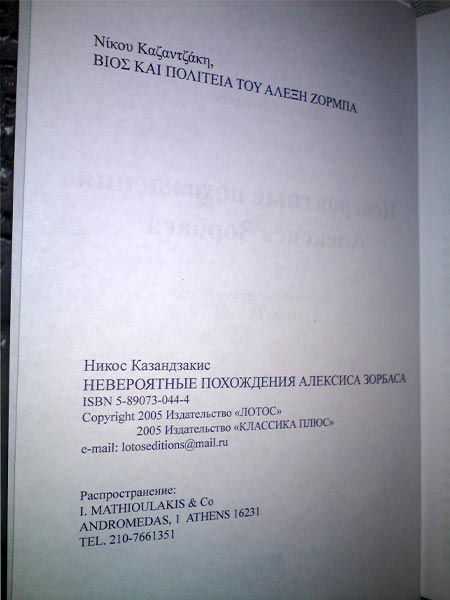 Νίκου Καζαντζάκη,
ΒΙΟΣ ΚΑΙ ΠΟΛΙΤΕΙΑ ΤΟΥ ΑΛΕΞΗ ΖΟΡΜΠΑ
Никос Казандзакис
НЕВЕРОЯТНЫЕ ПОХОЖДЕНИЯ АЛЕКСИСА ЗОРБАСА
ISBN 5-89073-044-4
Copyright 2005 Издательство «ЛОТОС»
2005 Издательство «КЛАССИКА ПЛЮС»
e-mail: lotoseditions@mail.ru
Распространение:
I. MATHIOULAKIS & Co
ANDROMEDAS, 1 ATHENS 16231
TEL. 210-7661351